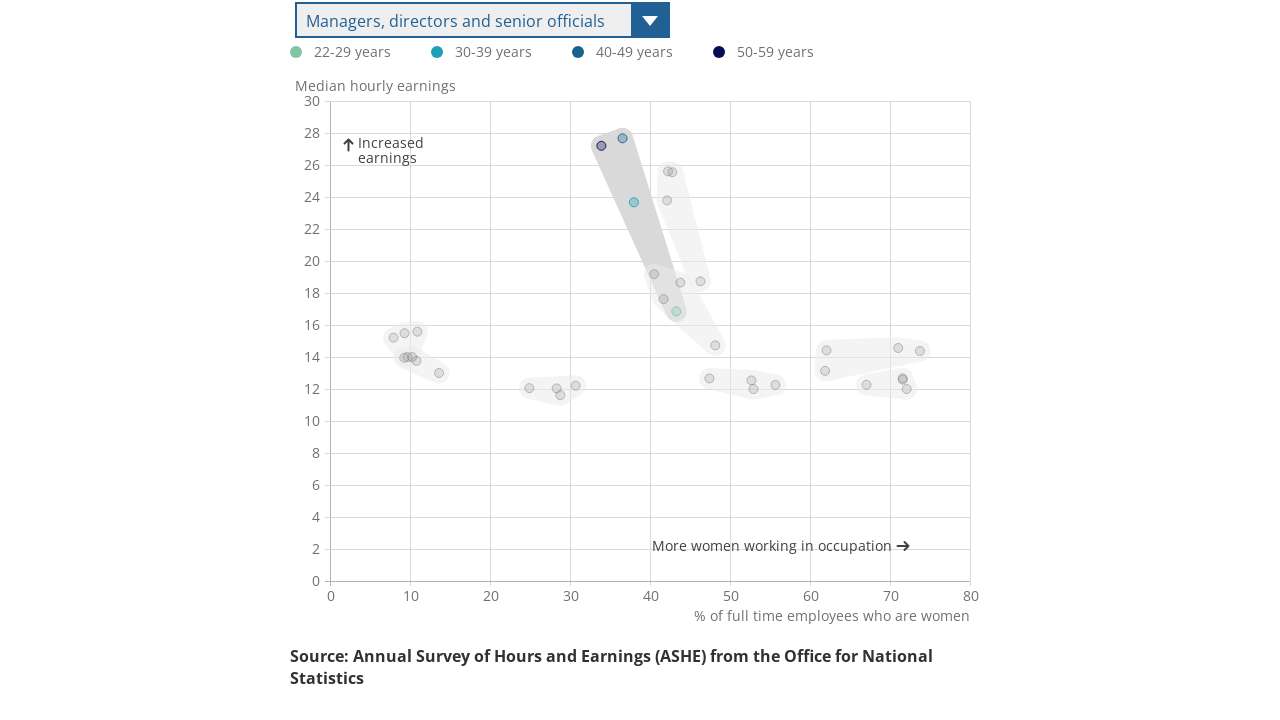 Managers, directors and senior officials
22-29 years 30-39 years 40-49 years 50-59 years
Median hourly earnings
30
28
Increased
earnings
26
24
22
20
18
16
14
12
10
8
6
4
More women working in occupation
2
0
0 10 20 30 40 50 60 70 80
% of full time employees who are women
Source: Annual Survey of Hours and Earnings (ASHE) from the Office for National
Statistics